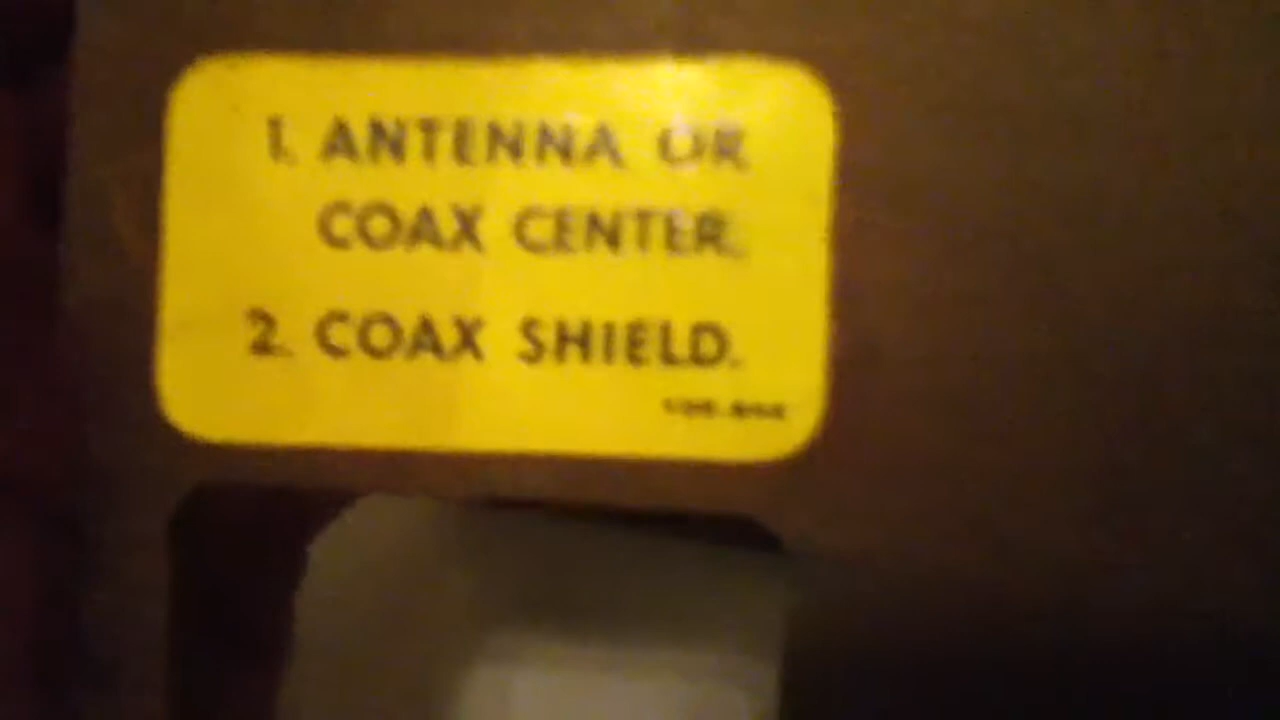 1. ANTENNA OR
COAX CENTER.
2. COAX SHIELD.